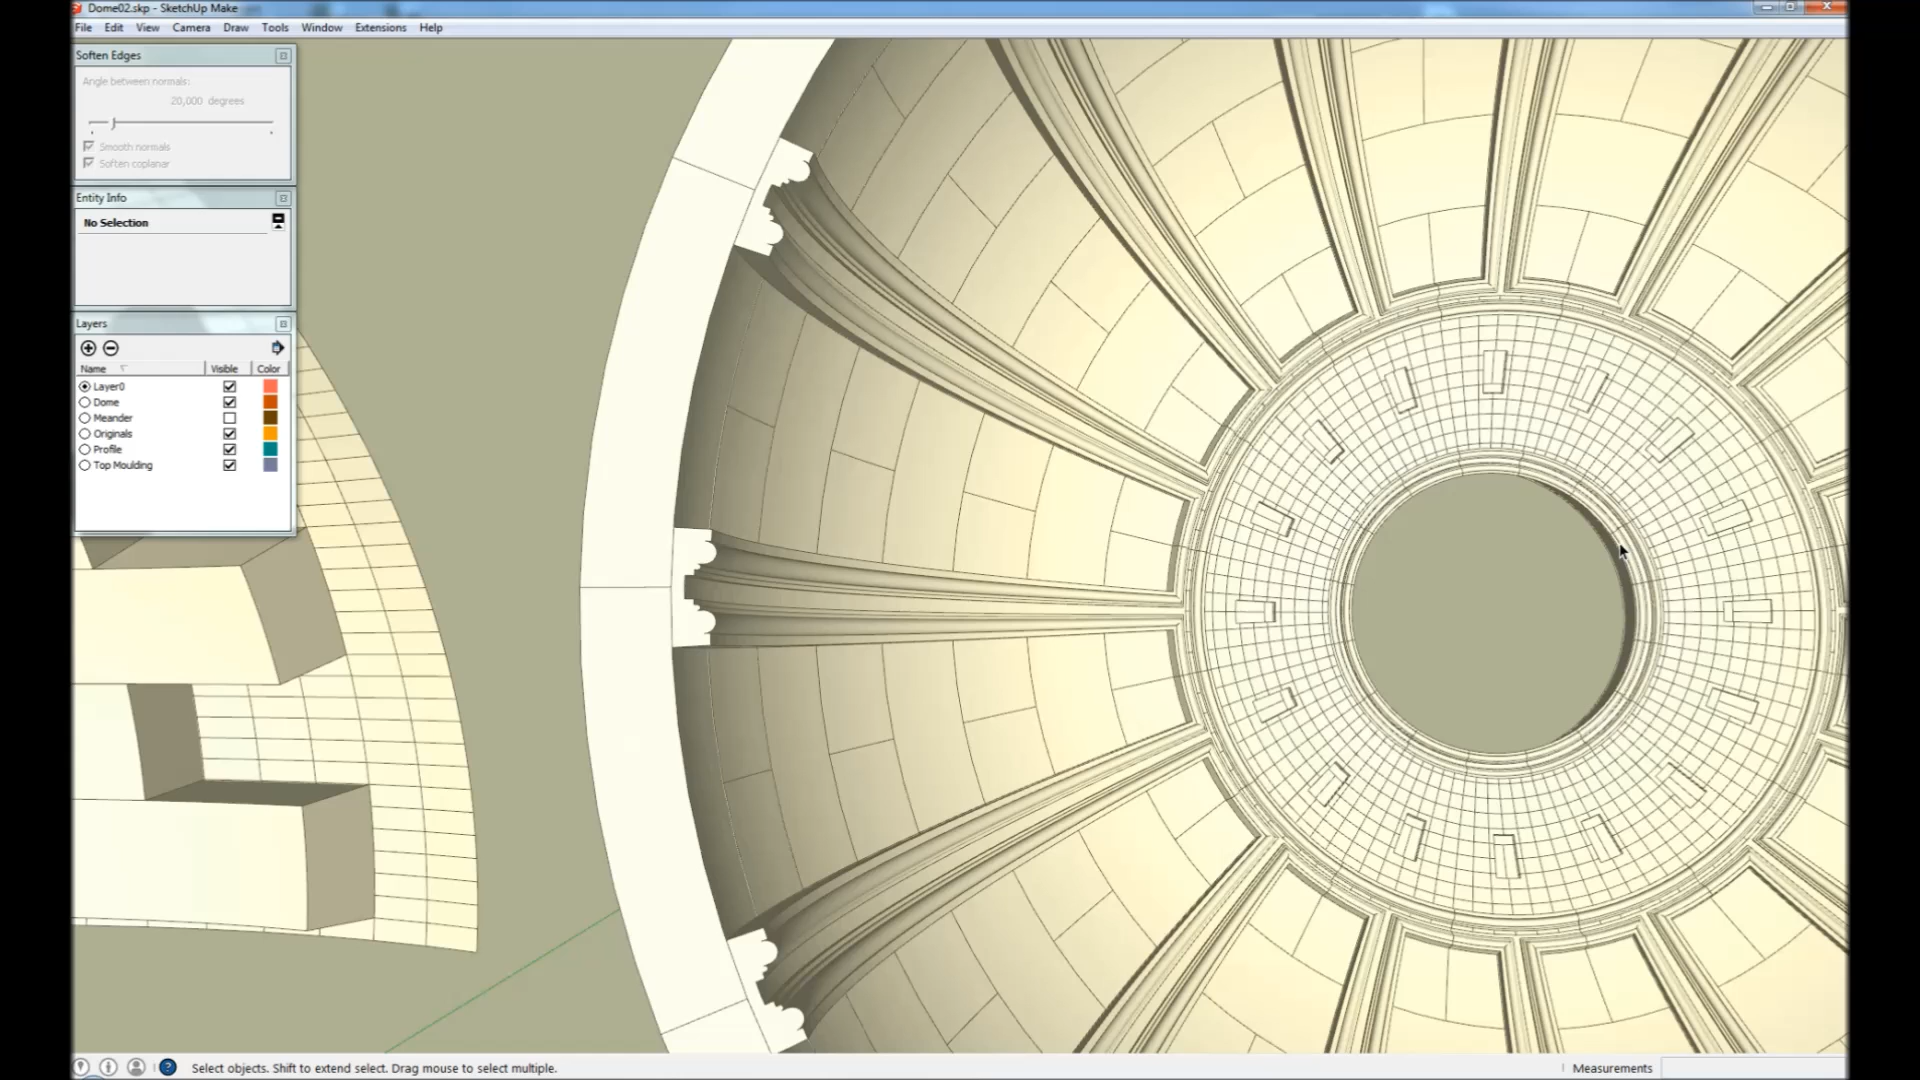 Dome02.skp - SketchUp Make
File Edit View Camera Draw Tools Window Extensions Help
Soften Edges
Angle between normals:
20,000 degrees
Smooth normals
Soften coplanar
Entity Info
No Selection
Layers
Name Visible Color
Layer0
Dome
Meander
Originals
Profile
Top Moulding
Select objects. Shift to extend select. Drag mouse to select multiple.
Measurements